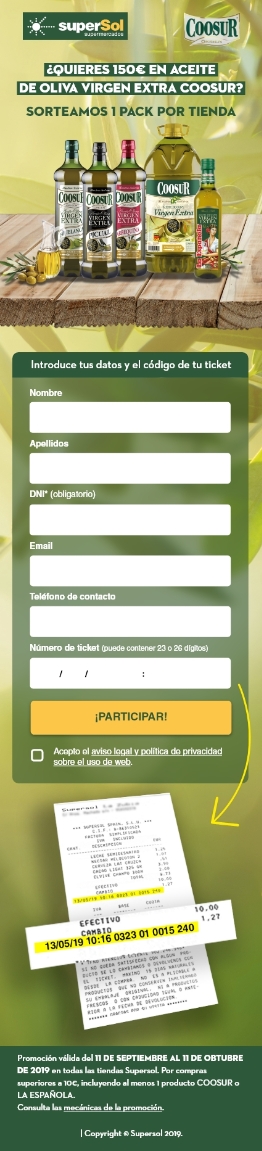 superSol
supermercados
COOSUR
¿QUIERES 150€ EN ACEITE
DE OLIVA VIRGEN EXTRA COOSUR?
SORTEAMOS 1 PACK POR TIENDA
COOSUR
COOSUR
COOSUR
COOSUR
VIRGEN
EXTRA
VIRGEN
EXTRA
VIRGEN
EXTRA
PICUAL
Virgen Extra
Introduce tus datos y el código de tu ticket
Nombre
Apellidos
DNI* (obligatorio)
Email
Teléfono de contacto
Número de ticket (puede contener 23 o 26 dígitos)
/ / :
¡PARTICIPAR!
Acepto el aviso legal y política de privacidad
sobre el uso de web.
EFECTIVO 10,00
CAMBIO 1,27
13/05/19 10:16 0323 01 0015 240
Promoción válida del 11 DE SEPTIEMBRE AL 11 DE OBTUBRE
DE 2019 en todas las tiendas Supersol. Por compras
superiores a 10€, incluyendo al menos 1 producto COOSUR o
LA ESPAÑOLA.
Consulta las mecánicas de la promoción.
| Copyright © Supersol 2019.